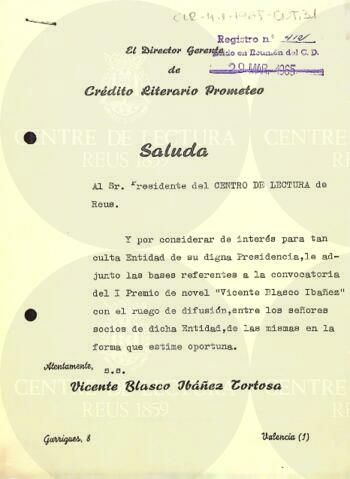 CLR-4.1-1965-CLT.31
Registro n.º 4121
Leído en Reunión del C. D.
29 MAR. 1965
El Director Gerente
de
Crédito Literario Prometeo
Saluda
Al Sr. Presidente del CENTRO DE LECTURA de
Reus.
Y por considerar de interés para tan
culta Entidad de su digna Presidencia,le ad-
junto las bases referentes a la convocatoria
del I Premio de novel "Vicente Blasco Ibañez"
con el ruego de difusión,entre los señores
socios de dicha Entidad,de las mismas en la
forma que estime oportuna.
Atentamente,
s.s.
Vicente Blasco Ibáñez Tortosa
Garrigues, 8 Valencia (1)
CENTRE DE LECTURA
REUS 1859
CENTRE DE LECTURA
REUS 1859